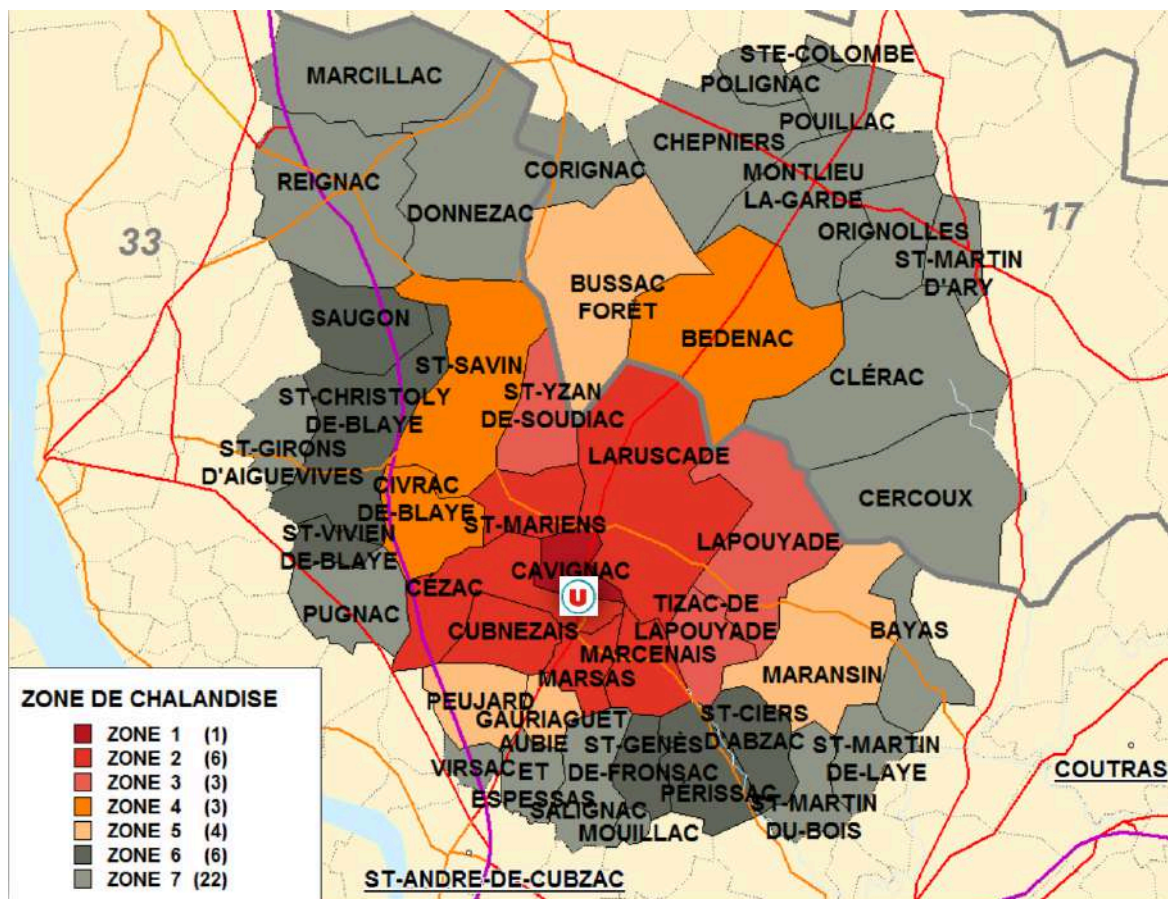 STE-COLOMBE
MARCILLAC
POLIGNAC
POUILLAC
CHEPNIERS
CORIGNAC
MONTLIEU
LA-GARDE
REIGNAC
DONNEZAC
33
17
ORIGNOLLES
ST-MARTIN
D'ARY
BUSSAC
FORÊT
SAUGON
BEDENAC
ST-SAVIN
CLÉRAC
ST-YZAN
DE-SOUDIAC
ST-CHRISTOLY
DE-BLAYE
ST-GIRONS
D'AIGUEVIVES
LARUSCADE
CIVRAC
DE-BLAYE
CERCOUX
ST-MARIENS
ST-VIVIEN
DE-BLAYE
LAPOUYADE
CAVIGNAC
CÉZAC
U
PUGNAC
TIZAC-DE
LAPOUYADE
CUBNEZAIS
BAYAS
MARCENAIS
MARSAS
MARANSIN
PEUJARD
GAURIAGUET
ST-CIERS
D'ABZAC
AUBIE
ET
ESPESSAS
ST-GENÈS
DE-FRONSAC
ST-MARTIN
DE-LAYE
VIRSAC
PÉRISSAC
SALIGNAC
MOUILLAC
ST-MARTIN
DU-BOIS
COUTRAS
ST-ANDRE-DE-CUBZAC
ZONE DE CHALANDISE
ZONE 1 (1)
ZONE 2 (6)
ZONE 3 (3)
ZONE 4 (3)
ZONE 5 (4)
ZONE 6 (6)
ZONE 7 (22)